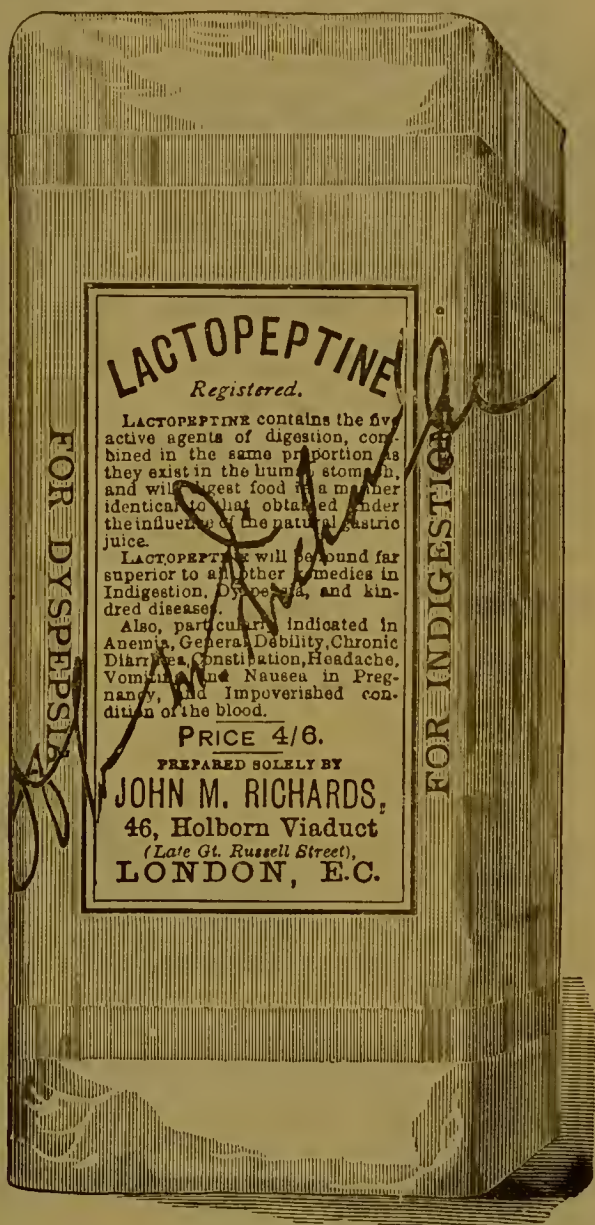 LACTOPEPTINE
Registered.
LACTOPEPTINE contains the five
active agents of digestion, com-
bined in the same proportion as
they exist in the human stomach,
and will digest food in a manner
identical to that obtained under
the influence of the natural gastric
juice.
LACTOPEPTINE will be found far
superior to all other remedies in
Indigestion, Dyspepsia, and kin-
dred diseases.
Also, particularly indicated in
Anemia, General Debility, Chronic
Diarrhea, Constipation, Headache,
Vomiting and Nausea in Preg-
nancy, and Impoverished con-
dition of the blood.
PRICE 4/6.
PREPARED SOLELY BY
JOHN M. RICHARDS,
46, Holborn Viaduct
(Late Gt. Russell Street),
LONDON, E.C.
FOR DYSPEPSIA
FOR INDIGESTION.